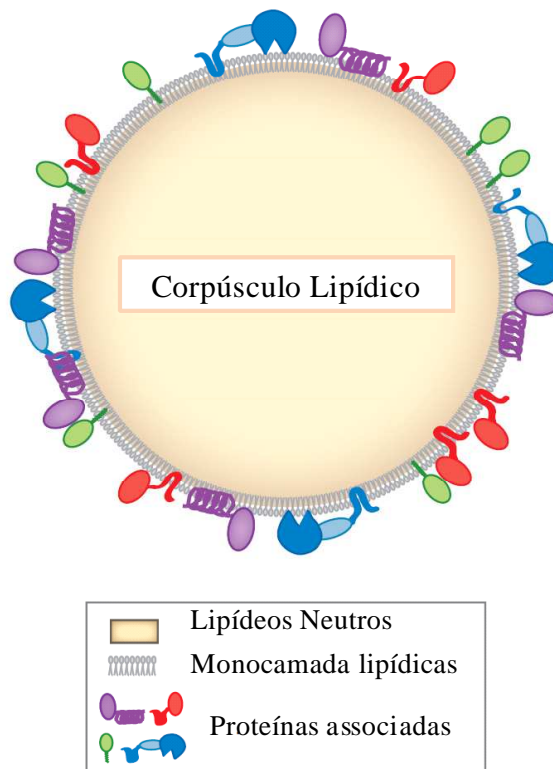 Corpúsculo Lipídico
Lipídeos Neutros
Monocamada lipídicas
Proteínas associadas